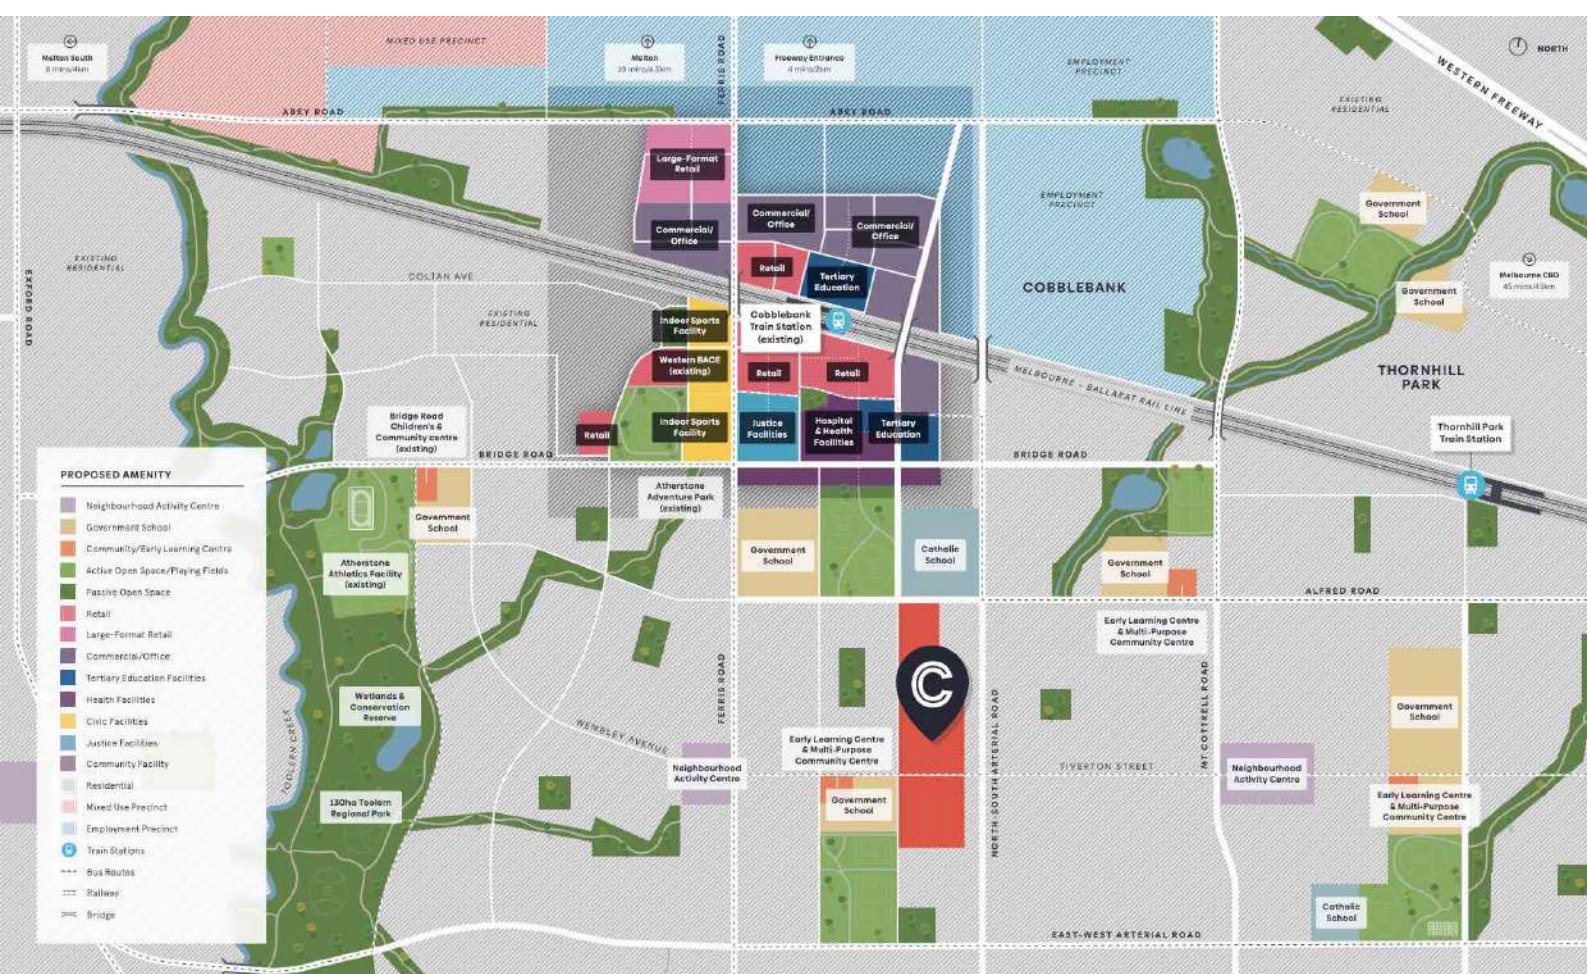 MIXED USE PRECINCT
Melton South
8 mins/4km
Melton
10 mins/4.5km
FERRIS ROAD
Freeway Entrance
4 mins/2km
EMPLOYMENT
PRECINCT
NORTH
WESTERN FREEWAY
EXISTING
RESIDENTIAL
ABEY ROAD
ABEY ROAD
Large-Format
Retail
EMPLOYMENT
PRECINCT
Government
School
Commercial/
Office
Commercial/
Office
Commercial/
Office
EXISTING
RESIDENTIAL
COLTAN AVE
Retail
Tertiary
Education
COBBLEBANK
Government
School
Melbourne CBD
45 mins/45km
EXFORD ROAD
EXISTING
RESIDENTIAL
Indoor Sports
Facility
Cobblebank
Train Station
(existing)
Western BACE
(existing)
Retail
Retail
MELBOURNE - BALLARAT RAIL LINE
THORNHILL
PARK
Bridge Road
Children's &
Community centre
(existing)
Retail
Indoor Sports
Facility
Justice
Facilities
Hospital
& Health
Facilities
Tertiary
Education
Thornhill Park
Train Station
BRIDGE ROAD
BRIDGE ROAD
PROPOSED AMENITY
Neighbourhood Activity Centre
Government School
Community/Early Learning Centre
Active Open Space/Playing Fields
Passive Open Space
Retail
Large-Format Retail
Commercial/Office
Tertiary Education Facilities
Health Facilities
Civic Facilities
Justice Facilities
Community Facility
Residential
Mixed Use Precinct
Employment Precinct
Train Stations
Bus Routes
Railway
Bridge
Government
School
Atherstone
Adventure Park
(existing)
Atherstone
Athletics Facility
(existing)
Government
School
Catholic
School
Government
School
ALFRED ROAD
Early Learning Centre
& Multi-Purpose
Community Centre
Wetlands &
Conservation
Reserve
TOOLERN CREEK
FERRIS ROAD
WEMBLEY AVENUE
C
NORTH-SOUTH ARTERIAL ROAD
MT COTTRELL ROAD
Government
School
Early Learning Centre
& Multi-Purpose
Community Centre
Neighbourhood
Activity Centre
TIVERTON STREET
Neighbourhood
Activity Centre
130ha Toolern
Regional Park
Government
School
Early Learning Centre
& Multi-Purpose
Community Centre
Catholic
School
EAST-WEST ARTERIAL ROAD